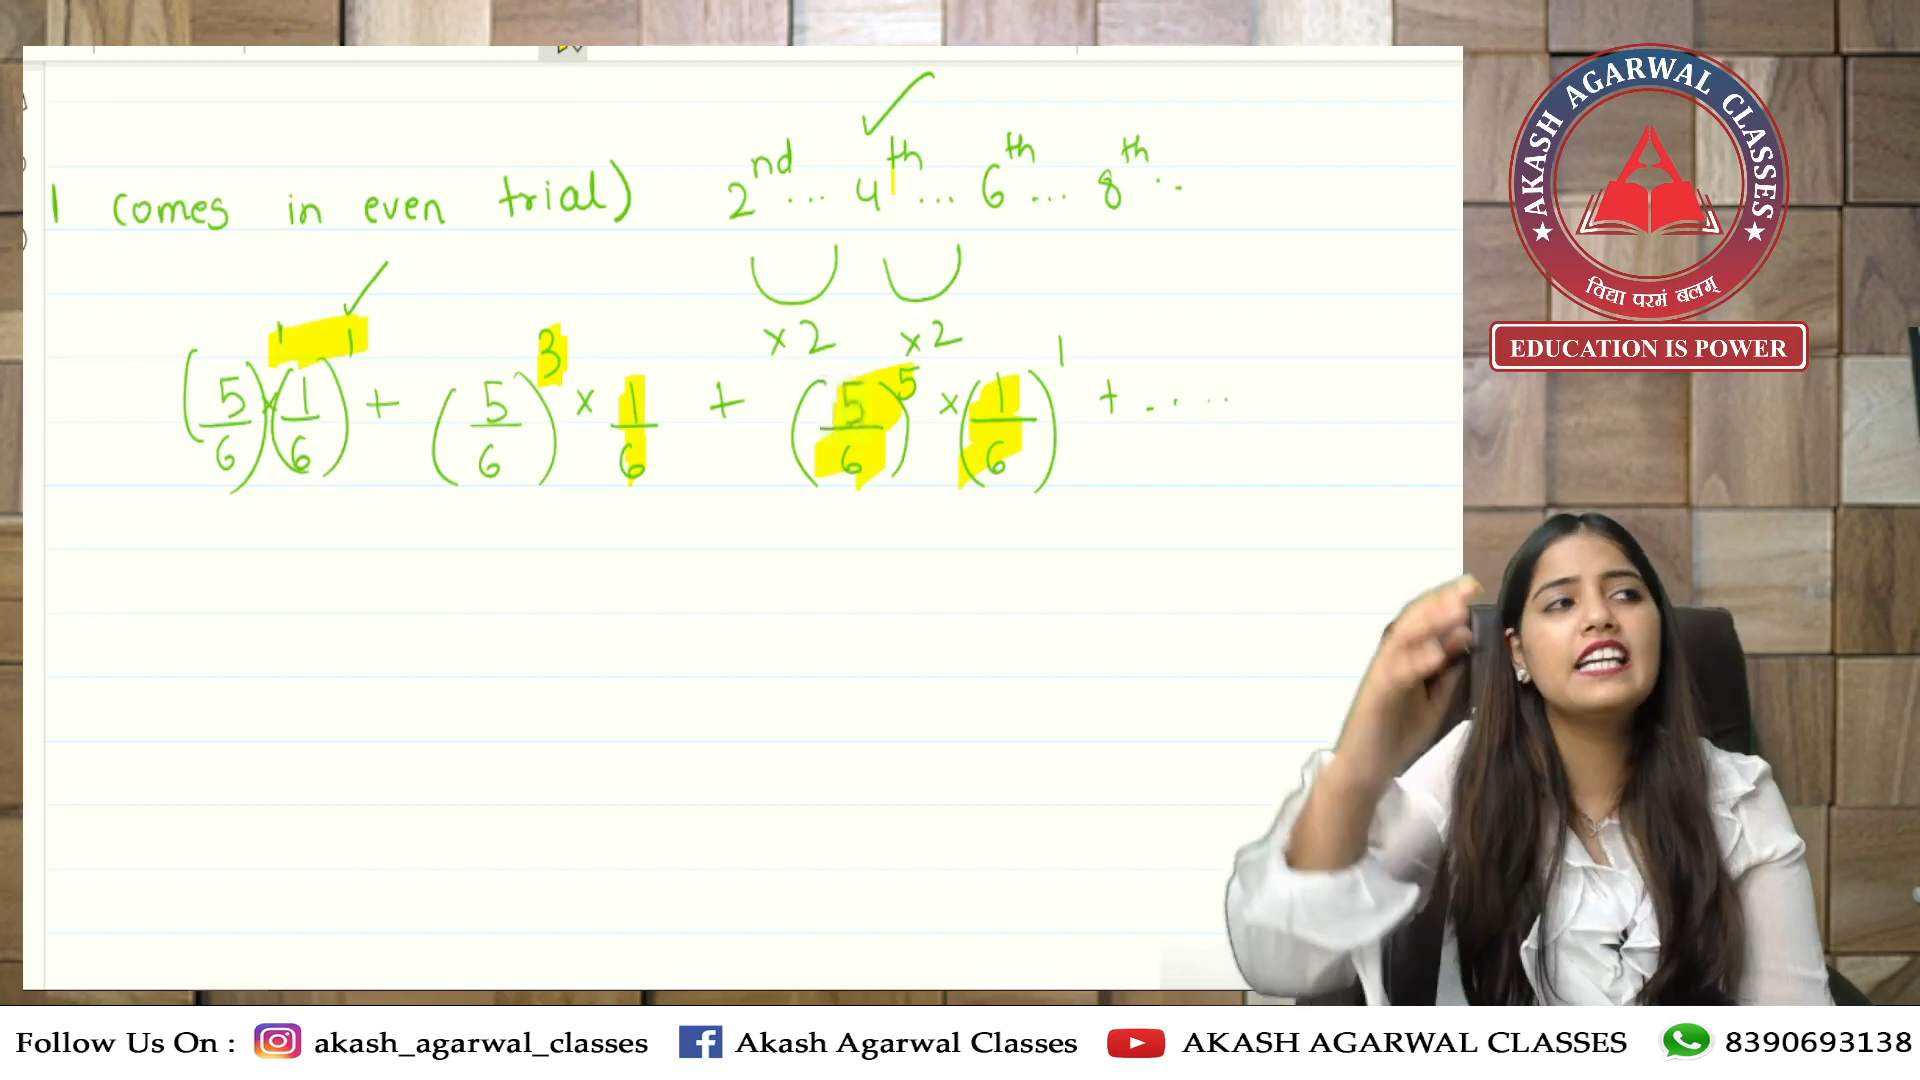 1 comes in even trial) 2nd ... 4th ... 6th ... 8th ..
×2 ×2
(5/6)^1 × (1/6)^1 + (5/6)^3 × 1/6 + (5/6)^5 × (1/6)^1 + .....
AKASH AGARWAL CLASSES
विद्या परमं बलम्
EDUCATION IS POWER
Follow Us On : akash_agarwal_classes Akash Agarwal Classes AKASH AGARWAL CLASSES 8390693138